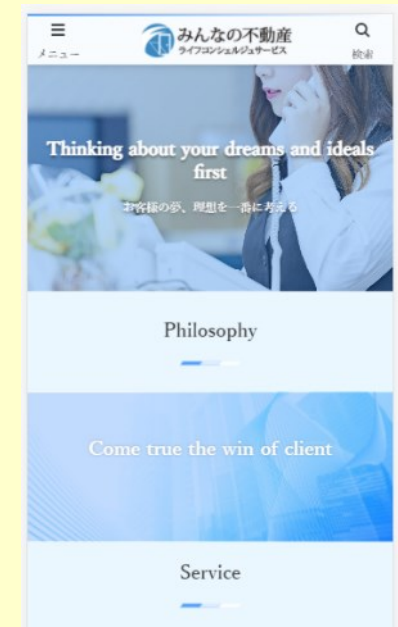 みんなの不動産
ライフコンシェルジュサービス
メニュー
検索
Thinking about your dreams and ideals
first
お客様の夢、理想を一番に考える
Philosophy
Come true the win of client
Service